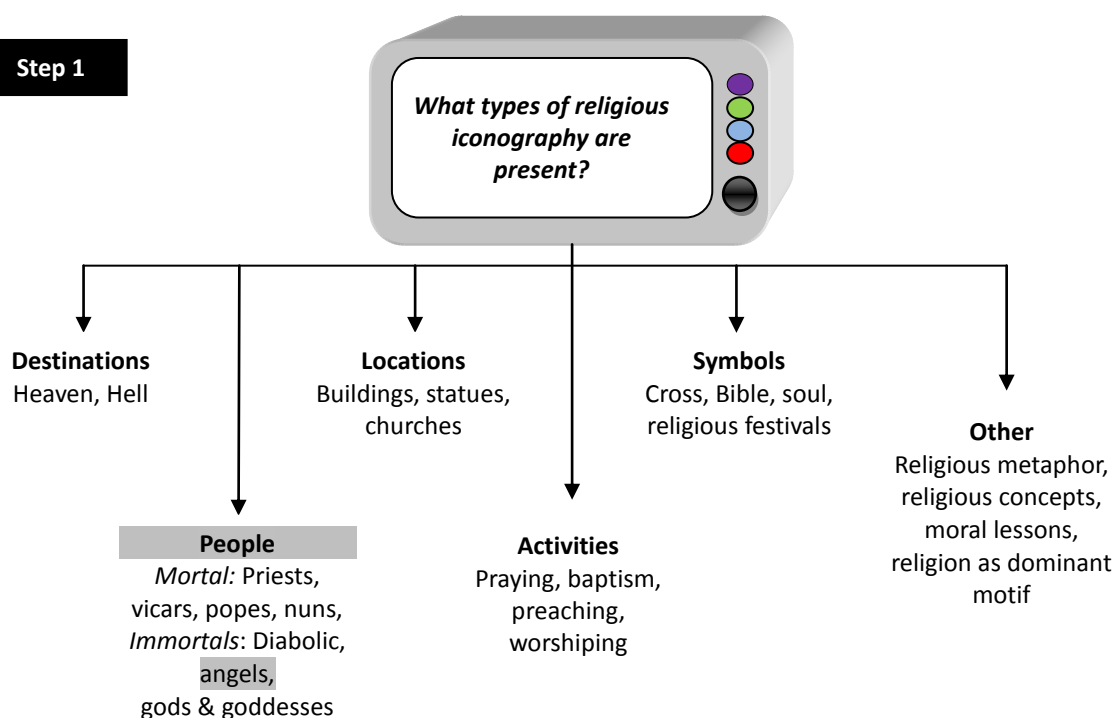 Step 1
What types of religious
iconography are
present?
Destinations
Heaven, Hell
Locations
Buildings, statues,
churches
Symbols
Cross, Bible, soul,
religious festivals
Other
Religious metaphor,
religious concepts,
moral lessons,
religion as dominant
motif
People
Mortal: Priests,
vicars, popes, nuns,
Immortals: Diabolic,
angels,
gods & goddesses
Activities
Praying, baptism,
preaching,
worshiping